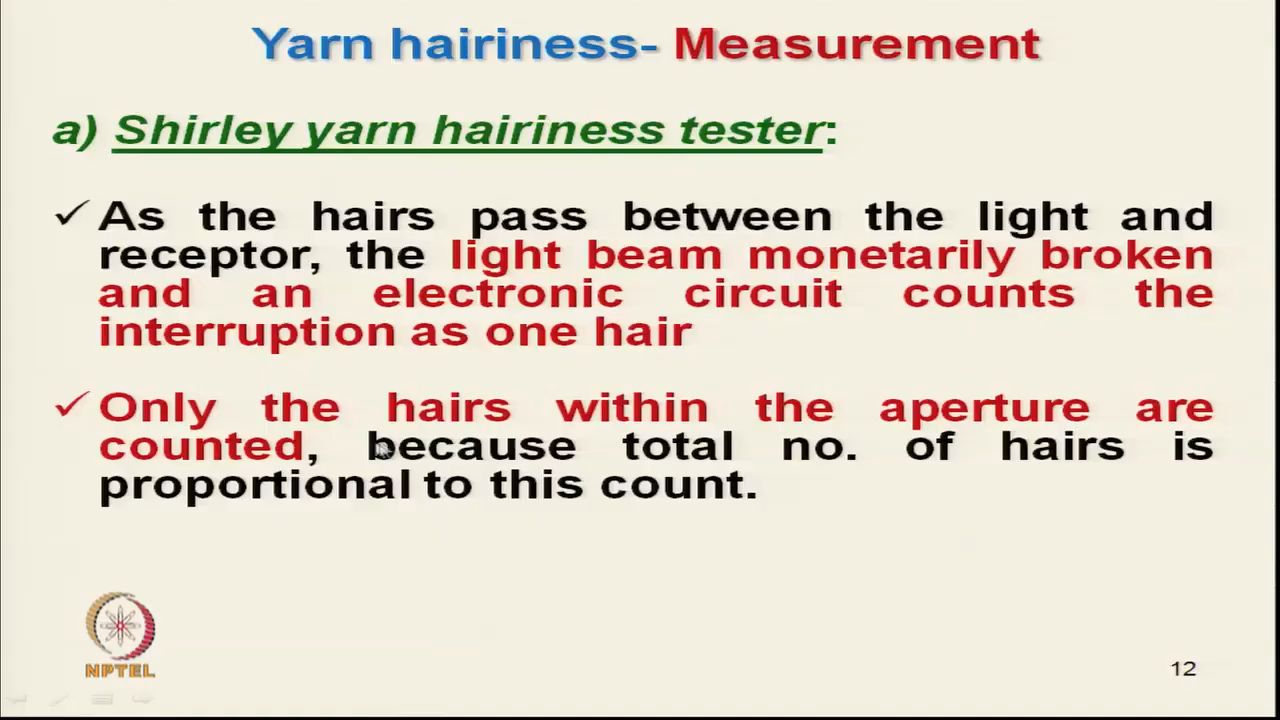 Yarn hairiness- Measurement
a) Shirley yarn hairiness tester:
✓ As the hairs pass between the light and
receptor, the light beam monetarily broken
and an electronic circuit counts the
interruption as one hair
✓ Only the hairs within the aperture are
counted, because total no. of hairs is
proportional to this count.
NPTEL
12